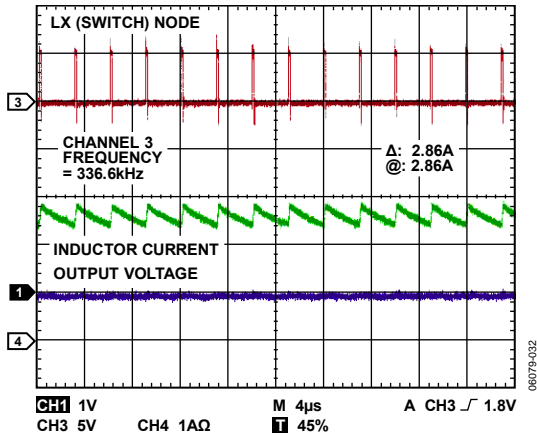 LX (SWITCH) NODE
3
CHANNEL 3
FREQUENCY
= 336.6kHz
Δ: 2.86A
@: 2.86A
INDUCTOR CURRENT
OUTPUT VOLTAGE
1
4
06079-032
CH1 1V M 4µs A CH3 1.8V
CH3 5V CH4 1AΩ T 45%